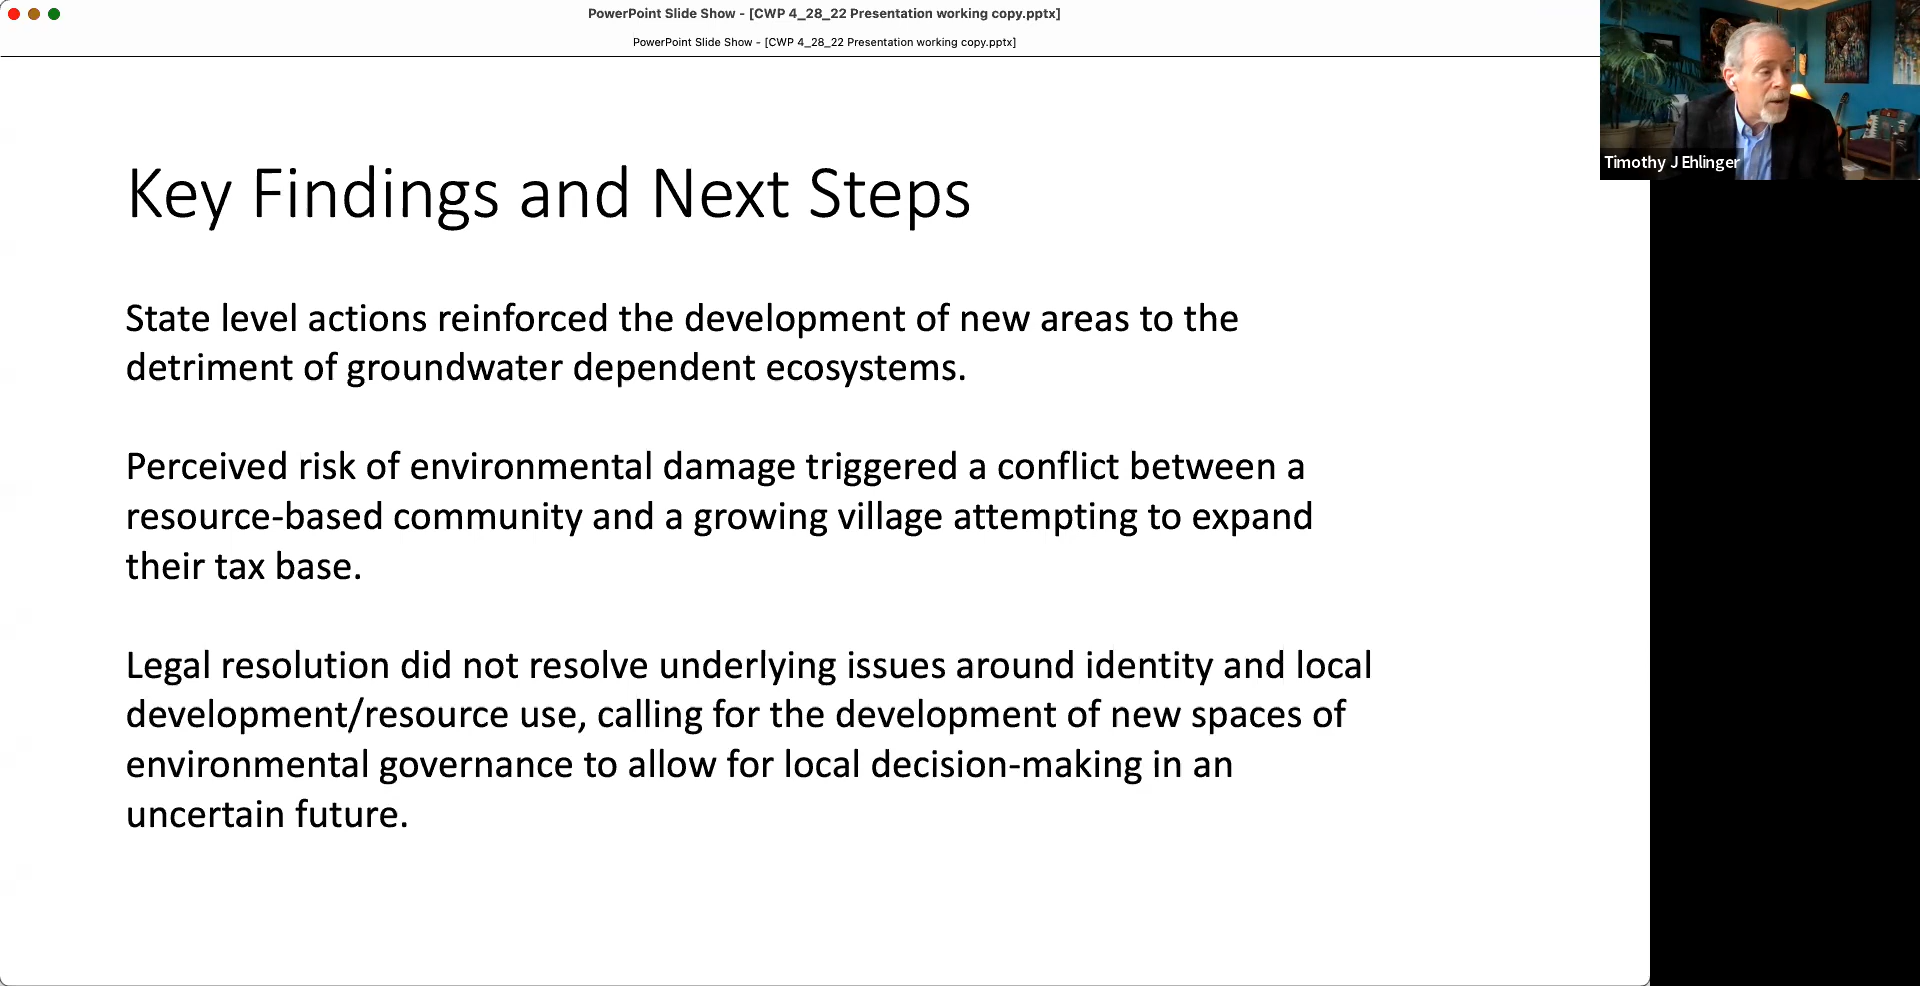 PowerPoint Slide Show - [CWP 4_28_22 Presentation working copy.pptx]
PowerPoint Slide Show - [CWP 4_28_22 Presentation working copy.pptx]
Timothy J Ehlinger
Key Findings and Next Steps
State level actions reinforced the development of new areas to the
detriment of groundwater dependent ecosystems.
Perceived risk of environmental damage triggered a conflict between a
resource-based community and a growing village attempting to expand
their tax base.
Legal resolution did not resolve underlying issues around identity and local
development/resource use, calling for the development of new spaces of
environmental governance to allow for local decision-making in an
uncertain future.